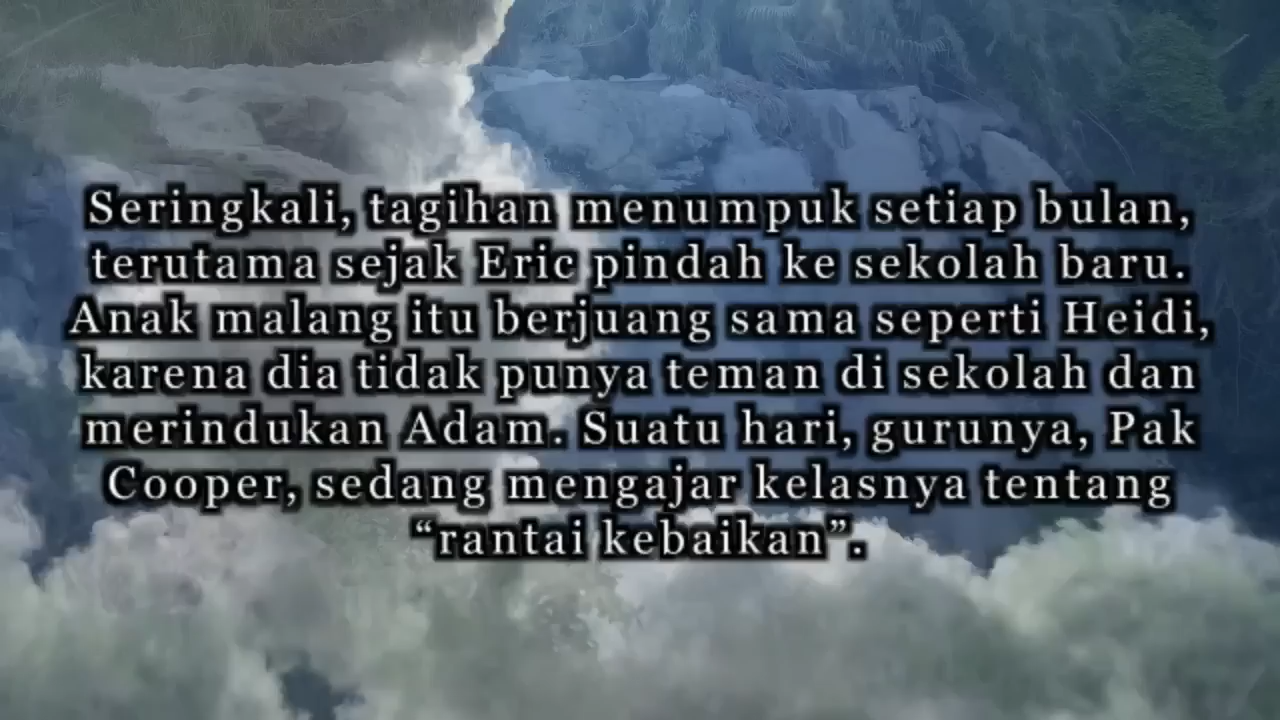 Seringkali, tagihan menumpuk setiap bulan,
terutama sejak Eric pindah ke sekolah baru.
Anak malang itu berjuang sama seperti Heidi,
karena dia tidak punya teman di sekolah dan
merindukan Adam. Suatu hari, gurunya, Pak
Cooper, sedang mengajar kelasnya tentang
“rantai kebaikan”.